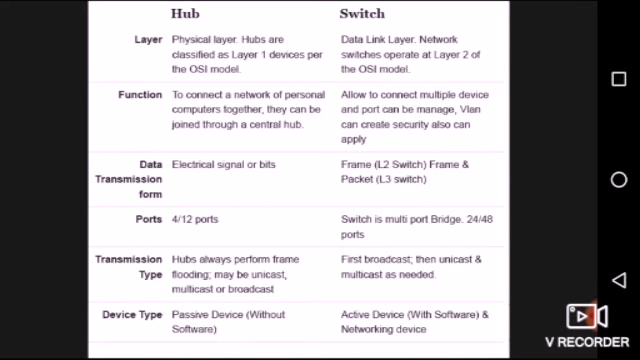 Hub Switch
Layer Physical layer. Hubs are Data Link Layer. Network
classified as Layer 1 devices per switches operate at Layer 2 of
the OSI model. the OSI model.
Function To connect a network of personal Allow to connect multiple device
computers together, they can be and port can be manage, Vlan
joined through a central hub. can create security also can
apply
Data Electrical signal or bits Frame (L2 Switch) Frame &
Transmission Packet (L3 switch)
form
Ports 4/12 ports Switch is multi port Bridge. 24/48
ports
Transmission Hubs always perform frame First broadcast; then unicast &
Type flooding; may be unicast, multicast as needed.
multicast or broadcast
Device Type Passive Device (Without Active Device (With Software) &
Software) Networking device
V RECORDER